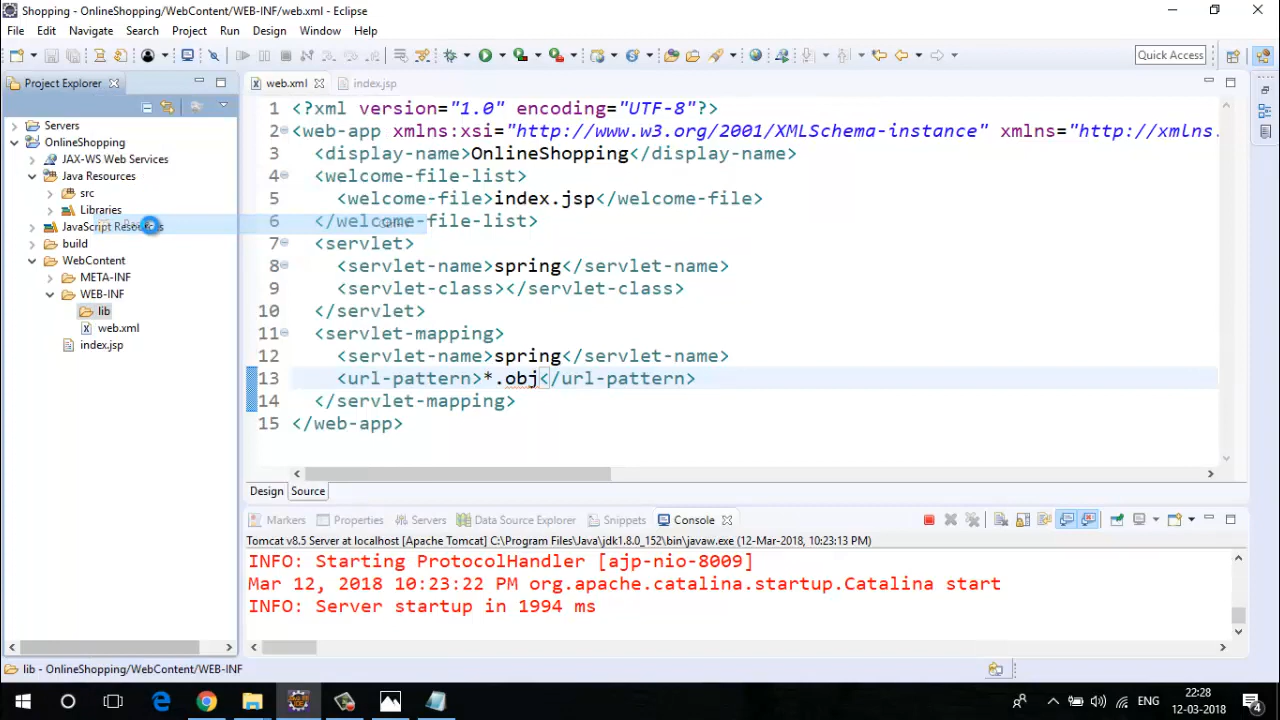 Shopping - OnlineShopping/WebContent/WEB-INF/web.xml - Eclipse
File Edit Navigate Search Project Run Design Window Help
Quick Access
Project Explorer
Servers
OnlineShopping
JAX-WS Web Services
Java Resources
src
Libraries
JavaScript Resources
build
WebContent
META-INF
WEB-INF
lib
web.xml
index.jsp
web.xml index.jsp
1 <?xml version="1.0" encoding="UTF-8"?>
2 <web-app xmlns:xsi="http://www.w3.org/2001/XMLSchema-instance" xmlns="http://xmlns.
3 <display-name>OnlineShopping</display-name>
4 <welcome-file-list>
5 <welcome-file>index.jsp</welcome-file>
6 </welcome-file-list>
7 <servlet>
8 <servlet-name>spring</servlet-name>
9 <servlet-class></servlet-class>
10 </servlet>
11 <servlet-mapping>
12 <servlet-name>spring</servlet-name>
13 <url-pattern>*.obj</url-pattern>
14 </servlet-mapping>
15 </web-app>
Design Source
Markers Properties Servers Data Source Explorer Snippets Console
Tomcat v8.5 Server at localhost [Apache Tomcat] C:\Program Files\Java\jdk1.8.0_152\bin\javaw.exe (12-Mar-2018, 10:23:13 PM)
INFO: Starting ProtocolHandler [ajp-nio-8009]
Mar 12, 2018 10:23:22 PM org.apache.catalina.startup.Catalina start
INFO: Server startup in 1994 ms
lib - OnlineShopping/WebContent/WEB-INF
ENG
22:28
12-03-2018
4